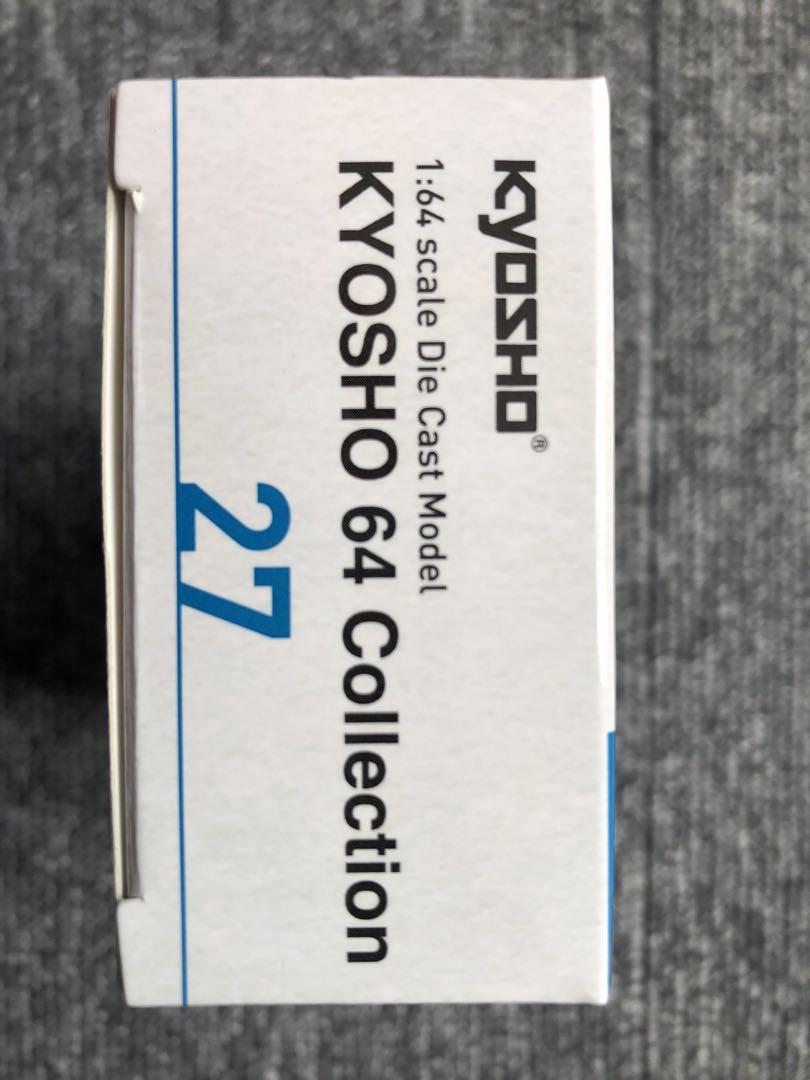 KYOSHO®
1:64 scale Die Cast Model
KYOSHO 64 Collection
27